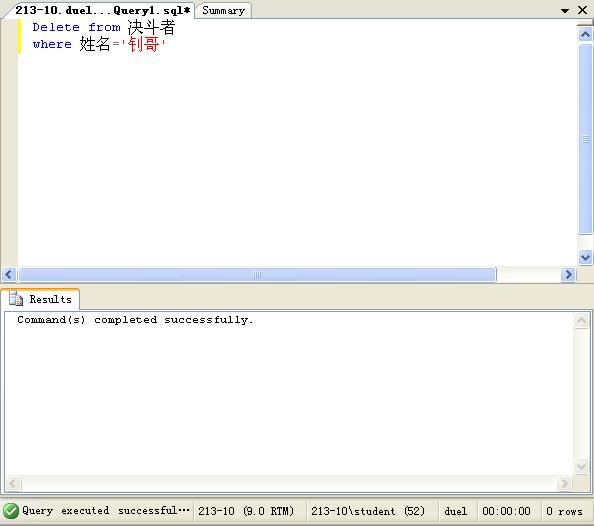 213-10.duel...Query1.sql* Summary
Delete from 决斗者
where 姓名='钊哥'
Results
Command(s) completed successfully.
Query executed successful... 213-10 (9.0 RTM) 213-10\student (52) duel 00:00:00 0 rows